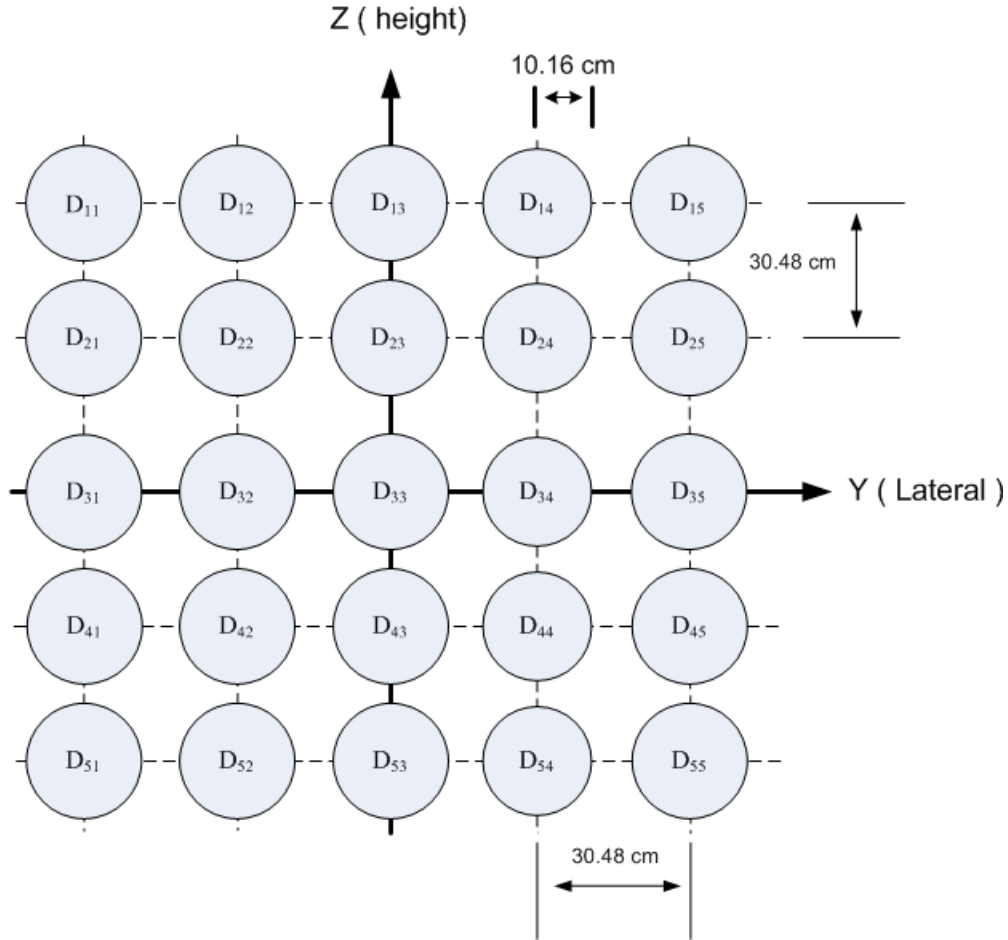 Z ( height)
10.16 cm
D11 D12 D13 D14 D15
30.48 cm
D21 D22 D23 D24 D25
D31 D32 D33 D34 D35
Y ( Lateral )
D41 D42 D43 D44 D45
D51 D52 D53 D54 D55
30.48 cm